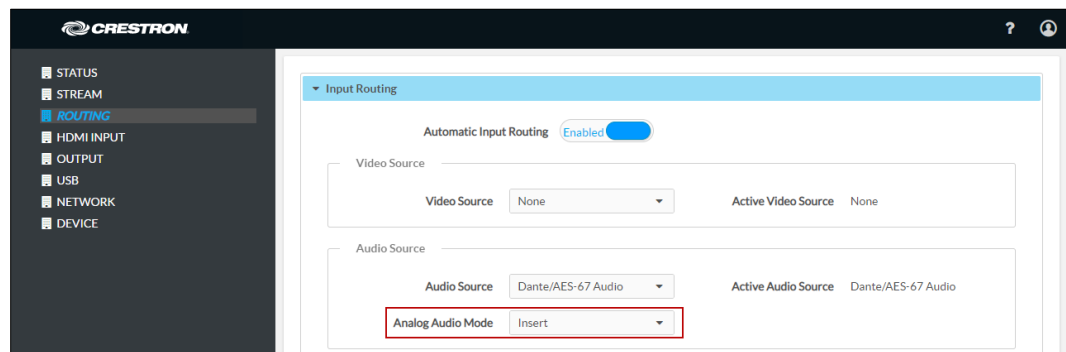 CRESTRON
?
STATUS
STREAM
ROUTING
HDMI INPUT
OUTPUT
USB
NETWORK
DEVICE
Input Routing
Automatic Input Routing Enabled
Video Source
Video Source None Active Video Source None
Audio Source
Audio Source Dante/AES-67 Audio Active Audio Source Dante/AES-67 Audio
Analog Audio Mode Insert